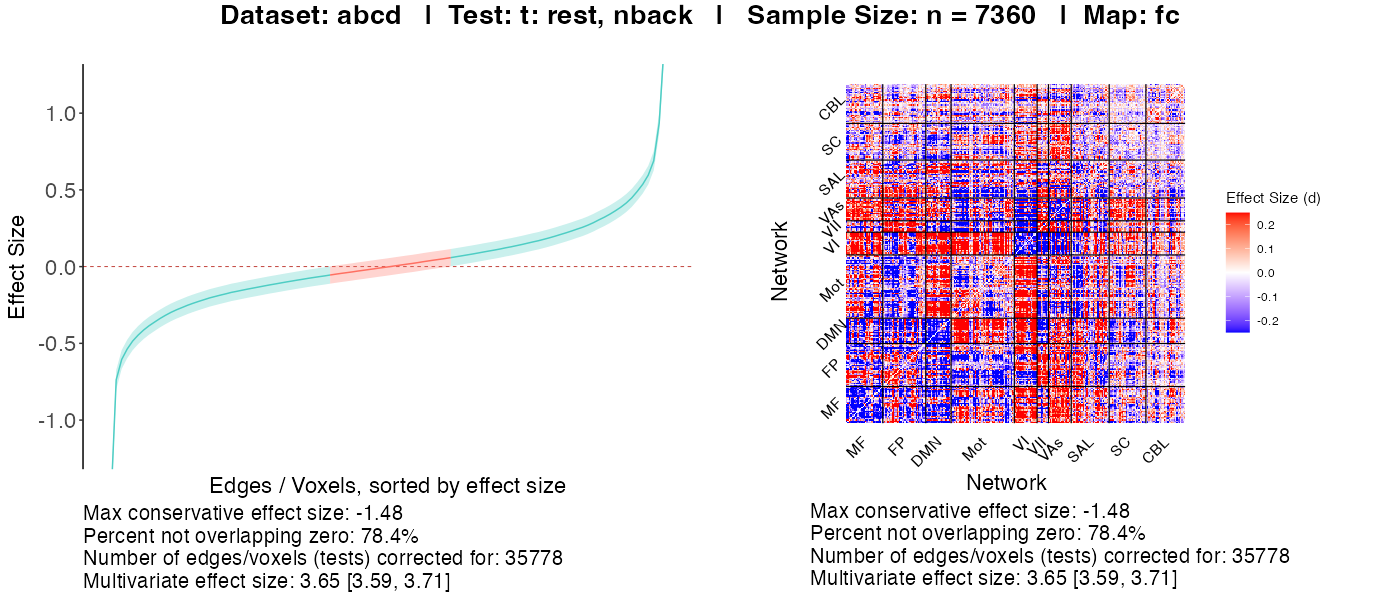 Dataset: abcd | Test: t: rest, nback | Sample Size: n = 7360 | Map: fc
Effect Size
1.0
0.5
0.0
-0.5
-1.0
Edges / Voxels, sorted by effect size
Max conservative effect size: -1.48
Percent not overlapping zero: 78.4%
Number of edges/voxels (tests) corrected for: 35778
Multivariate effect size: 3.65 [3.59, 3.71]
Network
CBL
SC
SAL
VAs
VII
VI
Mot
DMN
FP
MF
MF
FP
DMN
Mot
VI
VII
VAs
SAL
SC
CBL
Network
Effect Size (d)
0.2
0.1
0.0
-0.1
-0.2
Max conservative effect size: -1.48
Percent not overlapping zero: 78.4%
Number of edges/voxels (tests) corrected for: 35778
Multivariate effect size: 3.65 [3.59, 3.71]